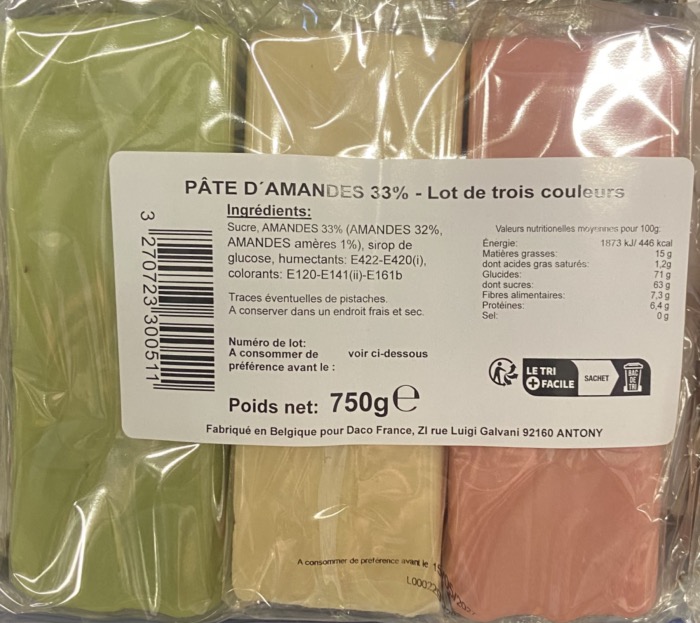 PÂTE D´AMANDES 33% - Lot de trois couleurs
Ingrédients:
Sucre, AMANDES 33% (AMANDES 32%,
AMANDES amères 1%), sirop de
glucose, humectants: E422-E420(i),
colorants: E120-E141(ii)-E161b
Traces éventuelles de pistaches.
A conserver dans un endroit frais et sec.
Numéro de lot:
A consommer de voir ci-dessous
préférence avant le :
Valeurs nutritionelles moyennes pour 100g:
Énergie: 1873 kJ/ 446 kcal
Matières grasses: 15 g
dont acides gras saturés: 1,2g
Glucides: 71 g
dont sucres: 63 g
Fibres alimentaires: 7,3 g
Protéines: 6,4 g
Sel: 0 g
3 270723 300511
LE TRI
+ FACILE
SACHET
BAC
DE
TRI
Poids net: 750g e
Fabriqué en Belgique pour Daco France, ZI rue Luigi Galvani 92160 ANTONY
A consommer de preference avant le